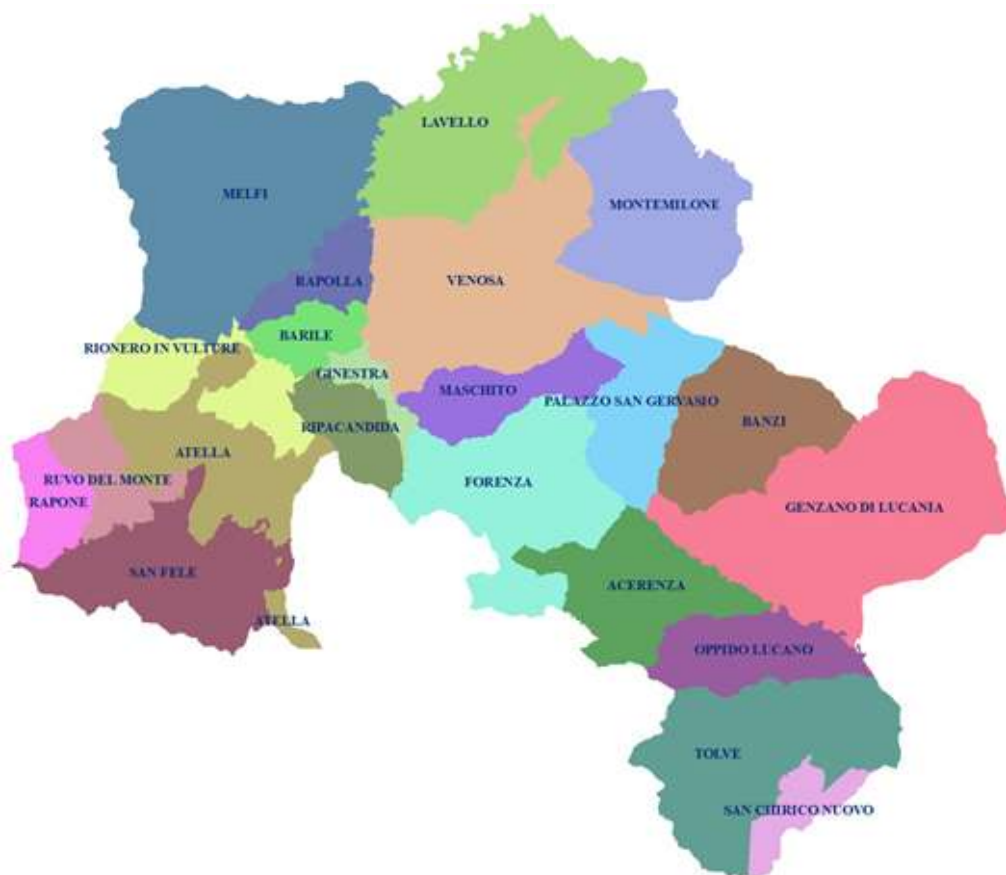 LAVELLO
MELFI
MONTEMILONE
RAPOLLA
VENOSA
BARILE
RIONERO IN VULTURE
GINESTRA
MASCHITO
PALAZZO SAN GERVASIO
BANZI
RIPACANDIDA
ATELLA
RUVO DEL MONTE
FORENZA
RAPONE
GENZANO DI LUCANIA
SAN FELE
ACERENZA
ATELLA
OPPIDO LUCANO
TOLVE
SAN CHIRICO NUOVO